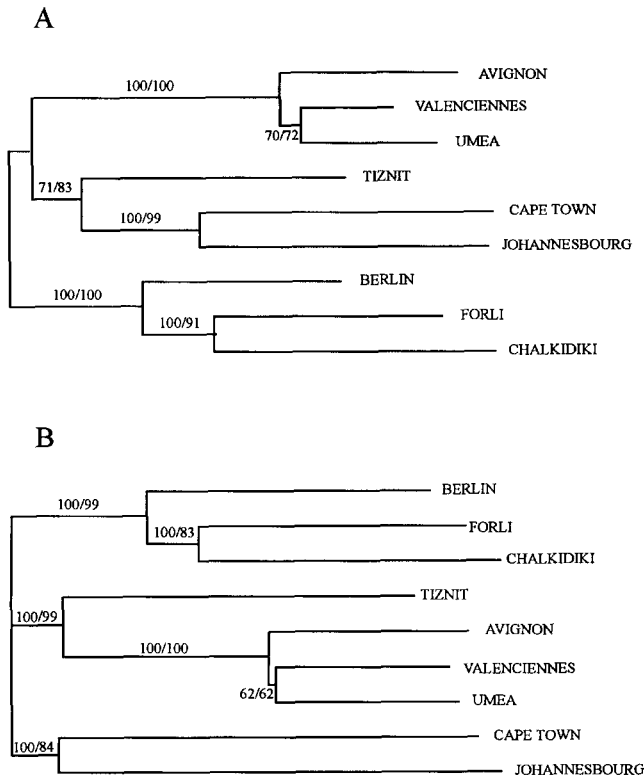 A
100/100
AVIGNON
VALENCIENNES
70/72
UMEA
TIZNIT
71/83
CAPE TOWN
100/99
JOHANNESBOURG
BERLIN
100/100
FORLI
100/91
CHALKIDIKI
B
BERLIN
100/99
FORLI
100/83
CHALKIDIKI
TIZNIT
100/99
AVIGNON
100/100
VALENCIENNES
62/62
UMEA
CAPE TOWN
100/84
JOHANNESBOURG